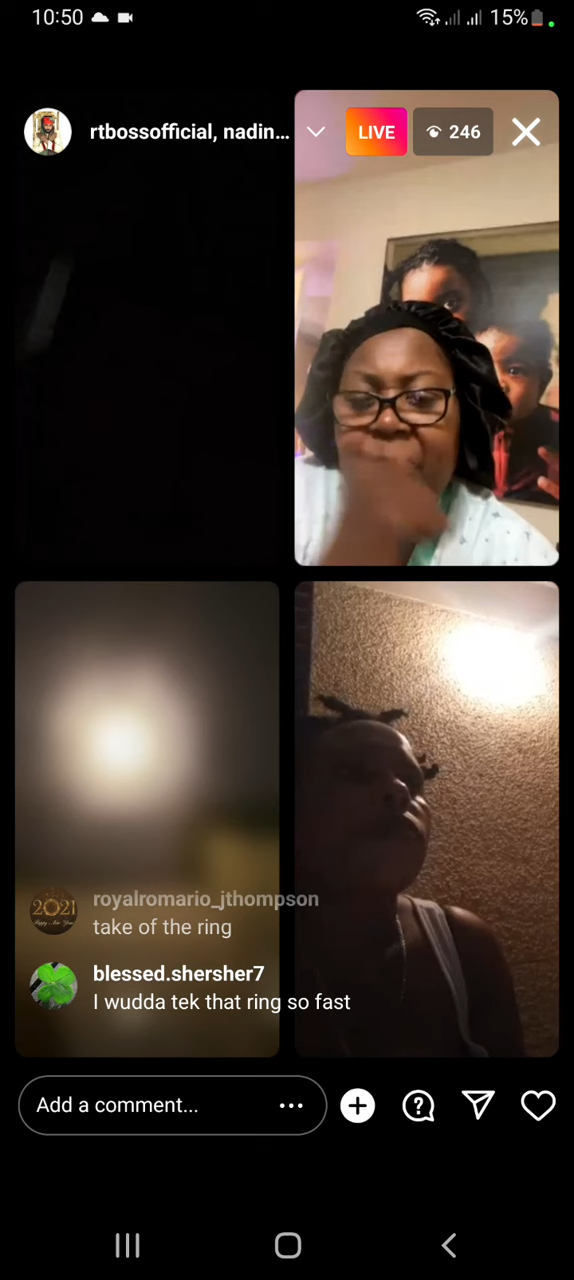 10:50
15%
rtbossofficial, nadin...
LIVE
246
royalromario_jthompson
2021
take of the ring
blessed.shersher7
I wudda tek that ring so fast
Add a comment...